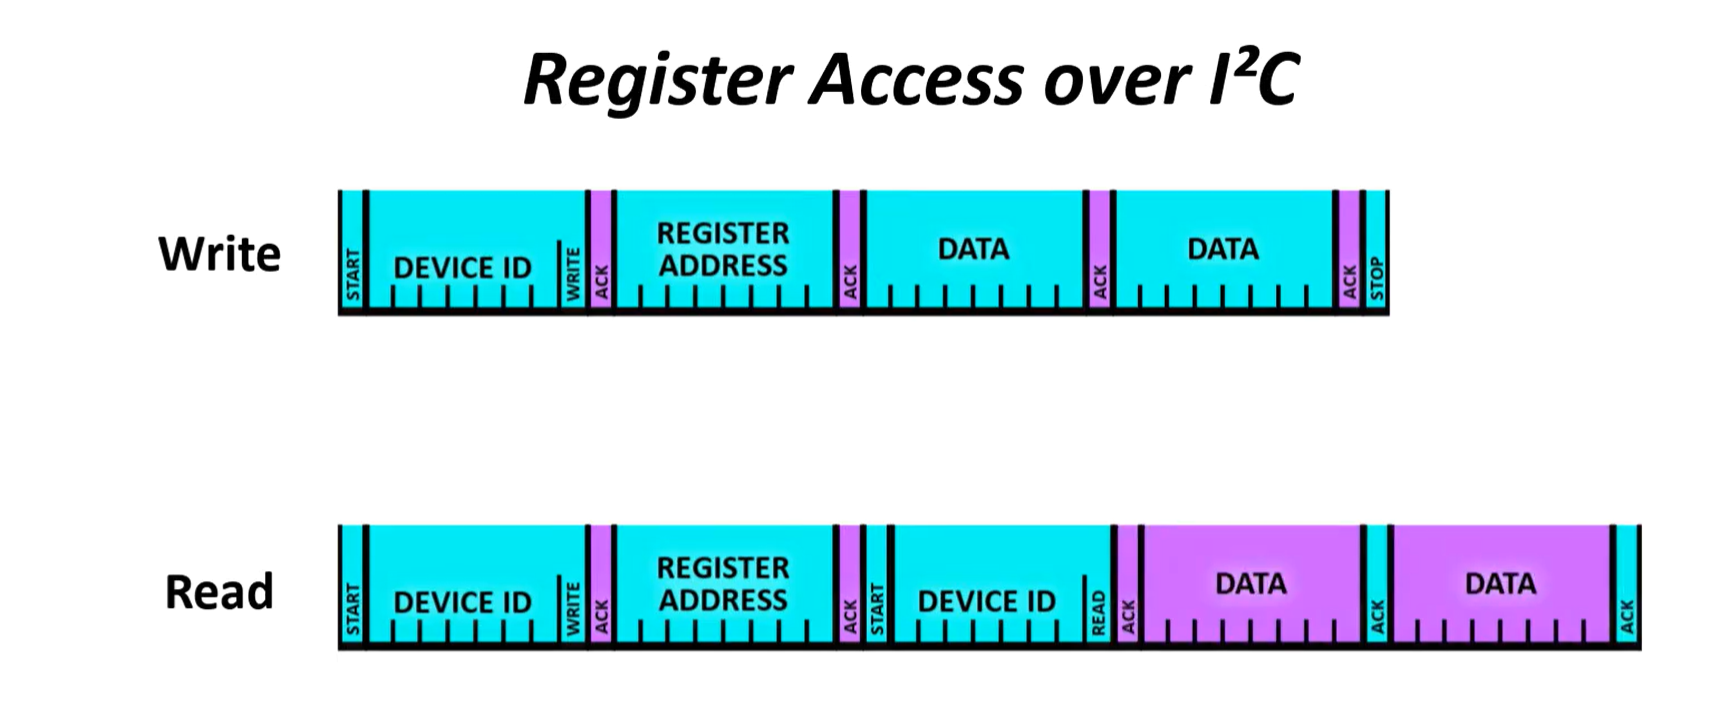 Register Access over I²C
Write
START
DEVICE ID
WRITE
ACK
REGISTER
ADDRESS
ACK
DATA
ACK
DATA
ACK
STOP
Read
START
DEVICE ID
WRITE
ACK
REGISTER
ADDRESS
ACK
START
DEVICE ID
READ
ACK
DATA
ACK
DATA
ACK